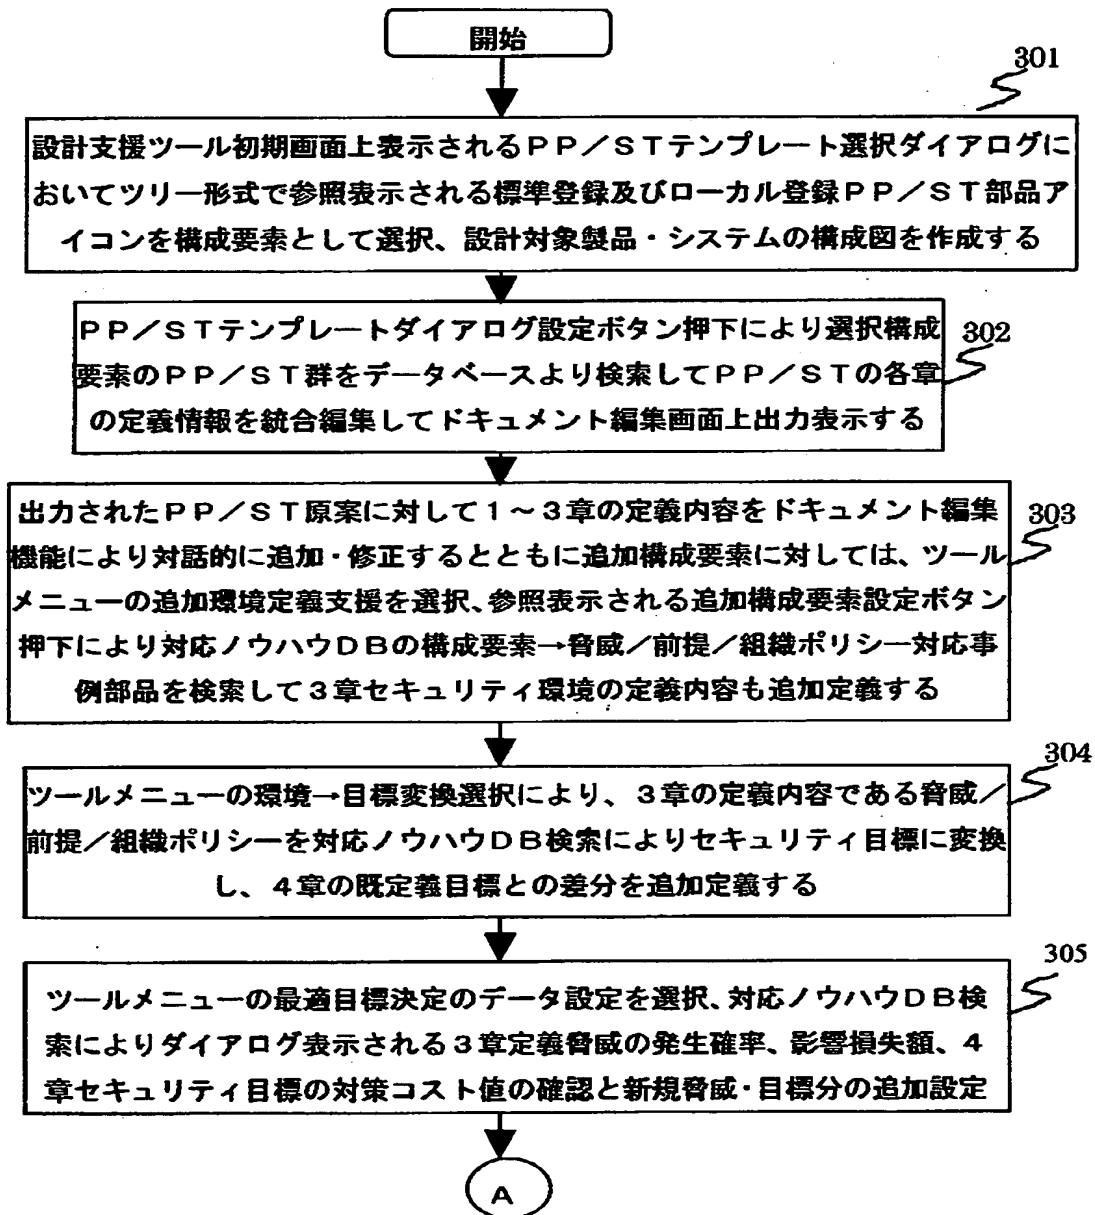 開始
301
設計支援ツール初期画面上表示されるPP／STテンプレート選択ダイアログに
おいてツリー形式で参照表示される標準登録及びローカル登録PP／ST部品ア
イコンを構成要素として選択、設計対象製品・システムの構成図を作成する
302
PP／STテンプレートダイアログ設定ボタン押下により選択構成
要素のPP／ST群をデータベースより検索してPP／STの各章
の定義情報を統合編集してドキュメント編集画面上出力表示する
303
出力されたPP／ST原案に対して1～3章の定義内容をドキュメント編集
機能により対話的に追加・修正するとともに追加構成要素に対しては、ツール
メニューの追加環境定義支援を選択、参照表示される追加構成要素設定ボタン
押下により対応ノウハウDBの構成要素→脅威／前提／組織ポリシー対応事
例部品を検索して3章セキュリティ環境の定義内容も追加定義する
304
ツールメニューの環境→目標変換選択により、3章の定義内容である脅威／
前提／組織ポリシーを対応ノウハウDB検索によりセキュリティ目標に変換
し、4章の既定義目標との差分を追加定義する
305
ツールメニューの最適目標決定のデータ設定を選択、対応ノウハウDB検
索によりダイアログ表示される3章定義脅威の発生確率、影響損失額、4
章セキュリティ目標の対策コスト値の確認と新規脅威・目標分の追加設定
A